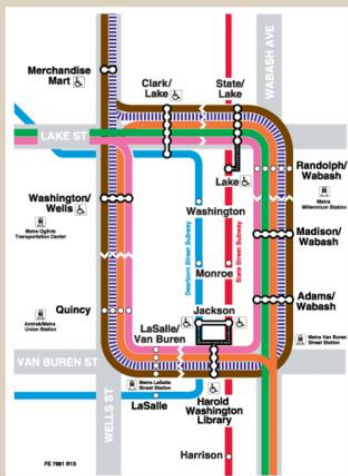 WABASH AVE
Merchandise
Mart
Clark/
Lake
State/
Lake
LAKE ST
Randolph/
Wabash
Metra
Millennium Station
Lake
Washington/
Wells
Metra Ogilvie
Transportation Center
Washington
Dearborn Street Subway
State Street Subway
Madison/
Wabash
Monroe
Quincy
Amtrak/Metra
Union Station
Jackson
Adams/
Wabash
LaSalle/
Van Buren
Metra Van Buren
Street Station
VAN BUREN ST
Metra LaSalle
Street Station
LaSalle
Harold
Washington
Library
WELLS ST
Harrison